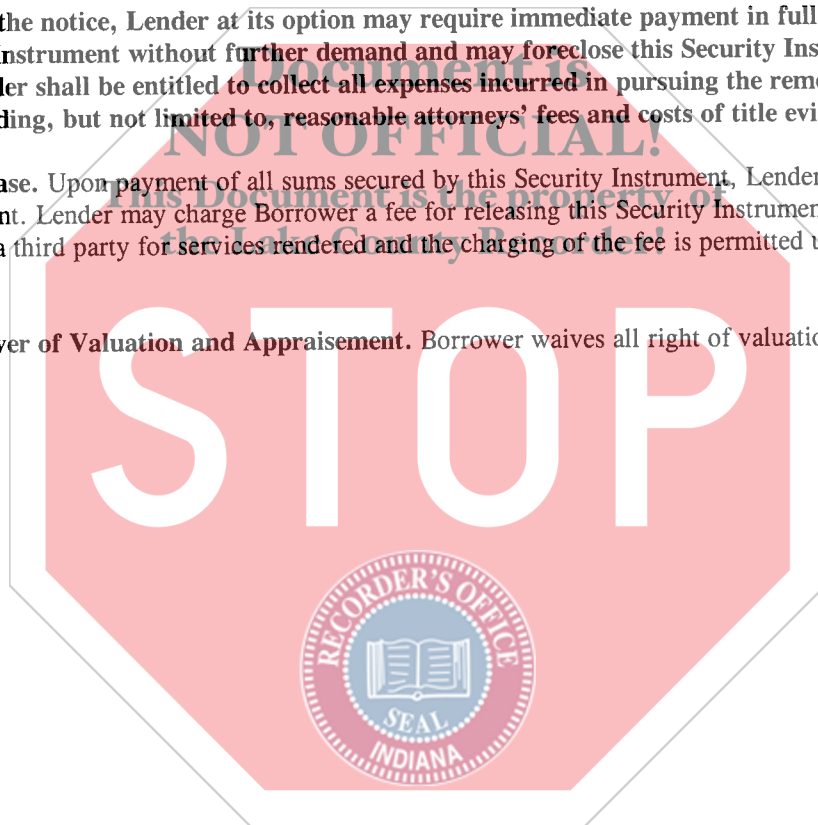 the notice, Lender at its option may require immediate payment in full
nstrument without further demand and may foreclose this Security Ins
Document is
ler shall be entitled to collect all expenses incurred in pursuing the reme
ding, but not limited to, reasonable attorneys' fees and costs of title evi
NOT OFFICIAL!
ase. Upon payment of all sums secured by this Security Instrument, Lender
This Document is the property of
nt. Lender may charge Borrower a fee for releasing this Security Instrumen
a third party for services rendered and the charging of the fee is permitted u
the Lake County Recorder!
ver of Valuation and Appraisement. Borrower waives all right of valuatio
STOP
RECORDER'S OFFICE
SEAL
INDIANA